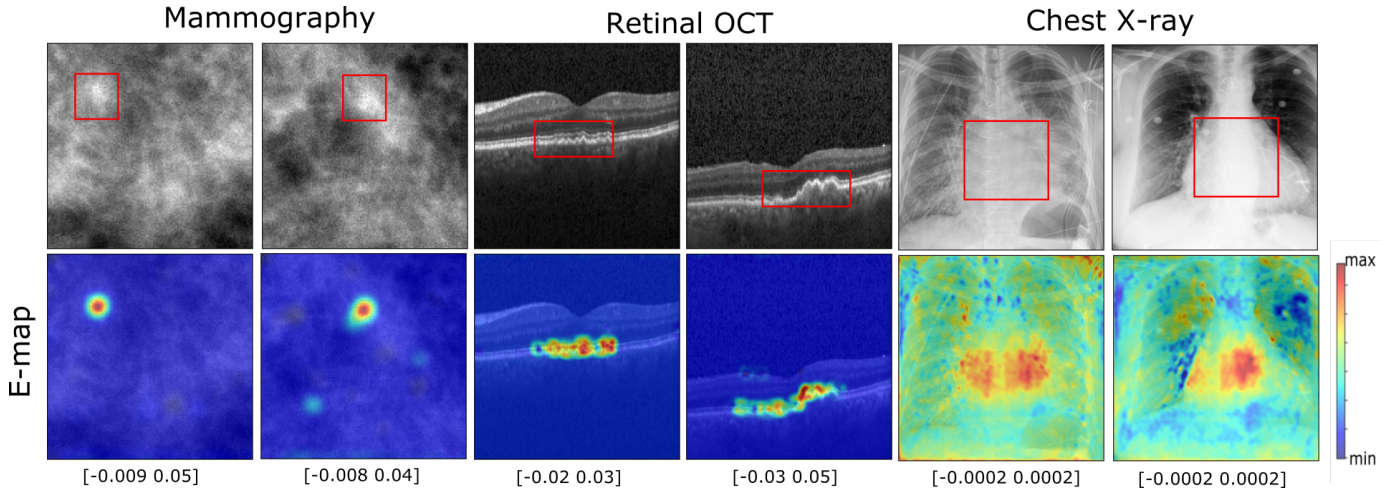 Mammography
Retinal OCT
Chest X-ray
E-map
max
min
[-0.009 0.05]
[-0.008 0.04]
[-0.02 0.03]
[-0.03 0.05]
[-0.0002 0.0002]
[-0.0002 0.0002]